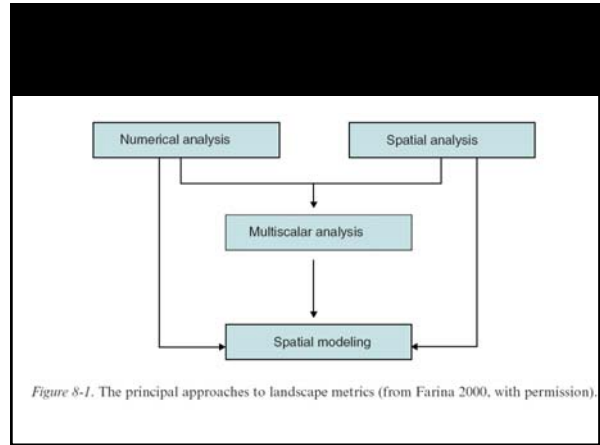 Numerical analysis
Spatial analysis
Multiscalar analysis
Spatial modeling
Figure 8-1. The principal approaches to landscape metrics (from Farina 2000, with permission).